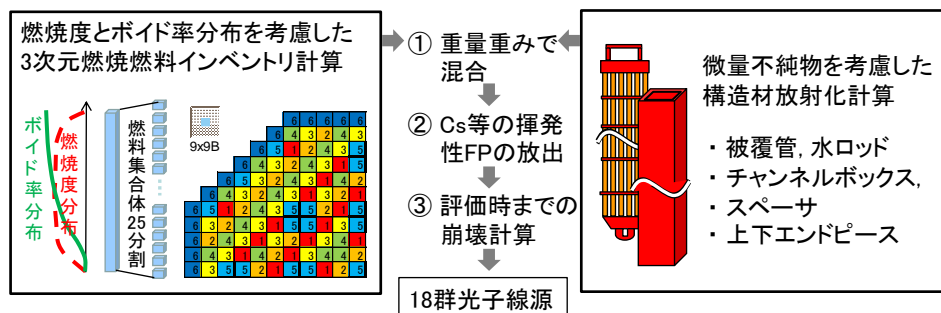 燃焼度とボイド率分布を考慮した
3次元燃焼燃料インベントリ計算
ボイド率分布
燃焼度分布
燃料集合体25分割
9x9B
① 重量重みで
混合
② Cs等の揮発
性FPの放出
③ 評価時までの
崩壊計算
18群光子線源
微量不純物を考慮した
構造材放射化計算
・被覆管, 水ロッド
・チャンネルボックス,
・スペーサ
・上下エンドピース